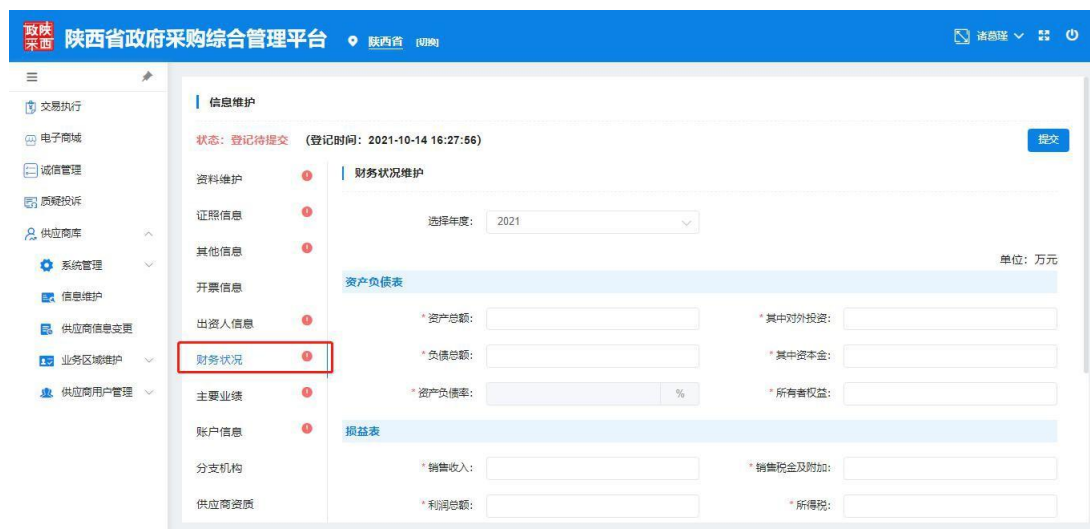 政陕
采西
陕西省政府采购综合管理平台
陕西省 [切换]
诸葛瑾
交易执行
电子商城
诚信管理
质疑投诉
供应商库
系统管理
信息维护
供应商信息变更
业务区域维护
供应商用户管理
信息维护
状态：登记待提交 (登记时间：2021-10-14 16:27:56)
提交
资料维护
证照信息
其他信息
开票信息
出资人信息
财务状况
主要业绩
账户信息
分支机构
供应商资质
财务状况维护
选择年度： 2021
单位：万元
资产负债表
*资产总额： *其中对外投资：
*负债总额： *其中资本金：
*资产负债率： % *所有者权益：
损益表
*销售收入： *销售税金及附加：
*利润总额： *所得税：